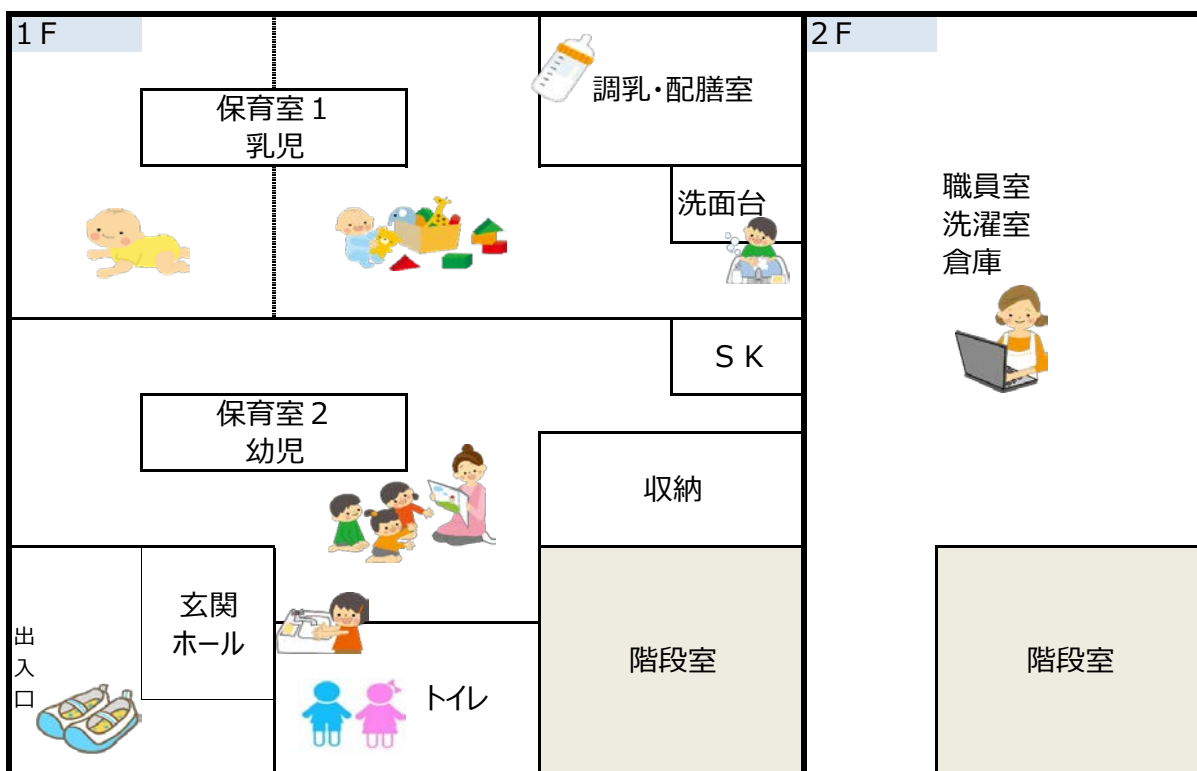 1F
保育室1
乳児
調乳・配膳室
洗面台
SK
保育室2
幼児
収納
出入口
玄関
ホール
トイレ
階段室
2F
職員室
洗濯室
倉庫
階段室